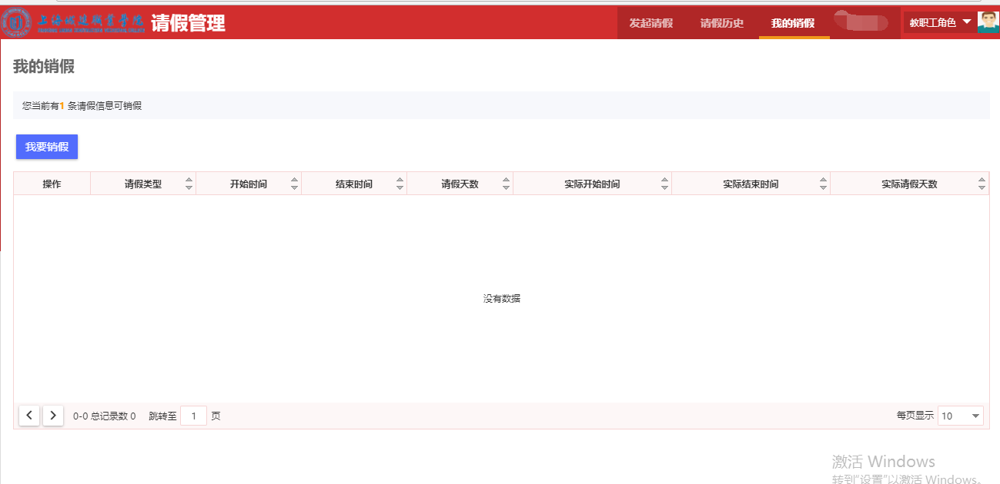 上海城建职业学院 请假管理 发起请假 请假历史 我的销假 教职工角色
我的销假
您当前有1 条请假信息可销假
我要销假
操作 请假类型 开始时间 结束时间 请假天数 实际开始时间 实际结束时间 实际请假天数
没有数据
0-0 总记录数 0 跳转至 1 页 每页显示 10
激活 Windows
转到"设置"以激活 Windows。